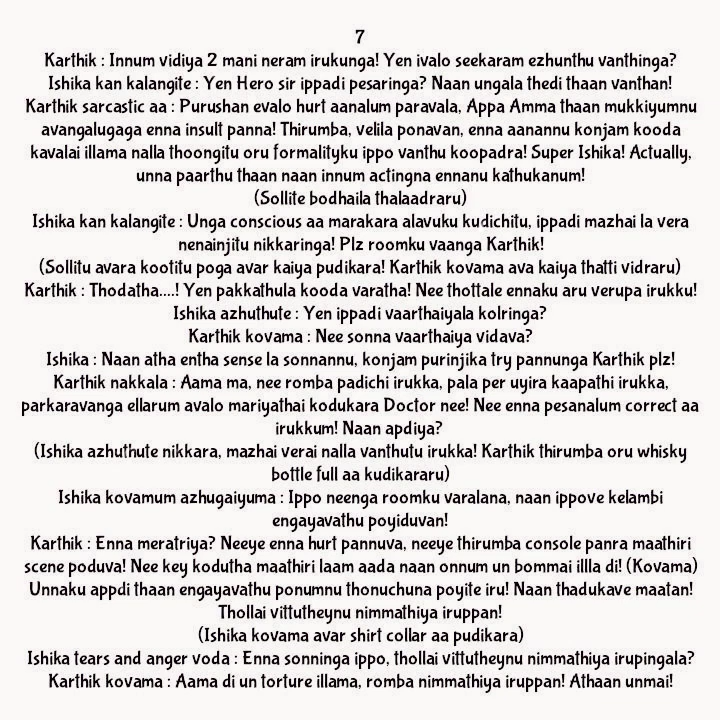 7
Karthik : Innum vidiya 2 mani neram irukunga! Yen ivalo seekaram ezhunthu vanthinga?
Ishika kan kalangite : Yen Hero sir ippadi pesaringa? Naan ungala thedi thaan vanthan!
Karthik sarcastic aa : Purushan evalo hurt aanalum paravala, Appa Amma thaan mukkiyumnu
avangalugaga enna insult panna! Thirumba, velila ponavan, enna aanannu konjam kooda
kavalai illama nalla thoongitu oru formalityku ippo vanthu koopadra! Super Ishika! Actually,
unna paarthu thaan naan innum actingna ennanu kathukanum!
(Sollite bodhaila thalaadraru)
Ishika kan kalangite : Unga conscious aa marakara alavuku kudichitu, ippadi mazhai la vera
nenainjitu nikkaringa! Plz roomku vaanga Karthik!
(Sollitu avara kootitu poga avar kaiya pudikara! Karthik kovama ava kaiya thatti vidraru)
Karthik : Thodatha....! Yen pakkathula kooda varatha! Nee thottale ennaku aru verupa irukku!
Ishika azhuthute : Yen ippadi vaarthaiyala kolringa?
Karthik kovama : Nee sonna vaarthaiya vidava?
Ishika : Naan atha entha sense la sonnannu, konjam purinjika try pannunga Karthik plz!
Karthik nakkala : Aama ma, nee romba padichi irukka, pala per uyira kaapathi irukka,
parkaravanga ellarum avalo mariyathai kodukara Doctor nee! Nee enna pesanalum correct aa
irukkum! Naan apdiya?
(Ishika azhuthute nikkara, mazhai verai nalla vanthutu irukka! Karthik thirumba oru whisky
bottle full aa kudikararu)
Ishika kovamum azhugaiyuma : Ippo neenga roomku varalana, naan ippove kelambi
engayavathu poyiduvan!
Karthik : Enna meratriya? Neeye enna hurt pannuva, neeye thirumba console panra maathiri
scene poduva! Nee key kodutha maathiri laam aada naan onnum un bommai illla di! (Kovama)
Unnaku appdi thaan engayavathu ponumnu thonuchuna poyite iru! Naan thadukave maatan!
Thollai vittutheynu nimmathiya iruppan!
(Ishika kovama avar shirt collar aa pudikara)
Ishika tears and anger voda : Enna sonninga ippo, thollai vittutheynu nimmathiya irupingala?
Karthik kovama : Aama di un torture illama, romba nimmathiya iruppan! Athaan unmai!